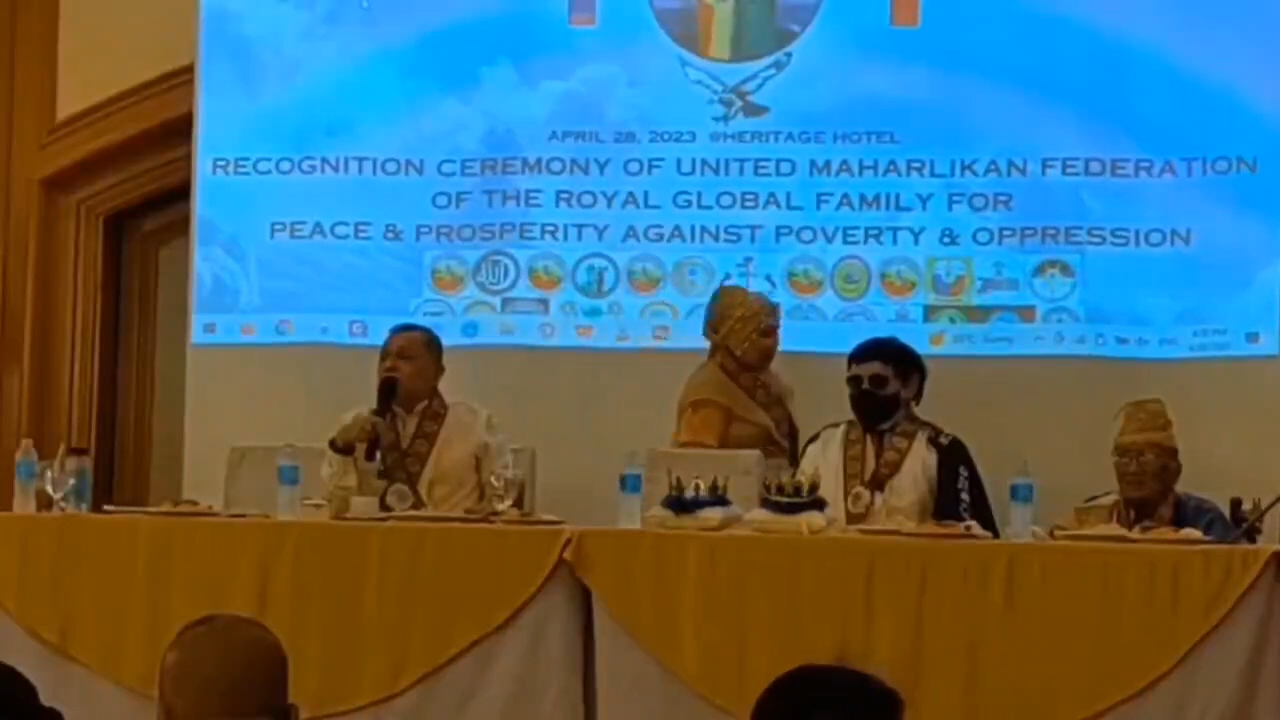 APRIL 28, 2023 @HERITAGE HOTEL
RECOGNITION CEREMONY OF UNITED MAHARLIKAN FEDERATION
OF THE ROYAL GLOBAL FAMILY FOR
PEACE & PROSPERITY AGAINST POVERTY & OPPRESSION